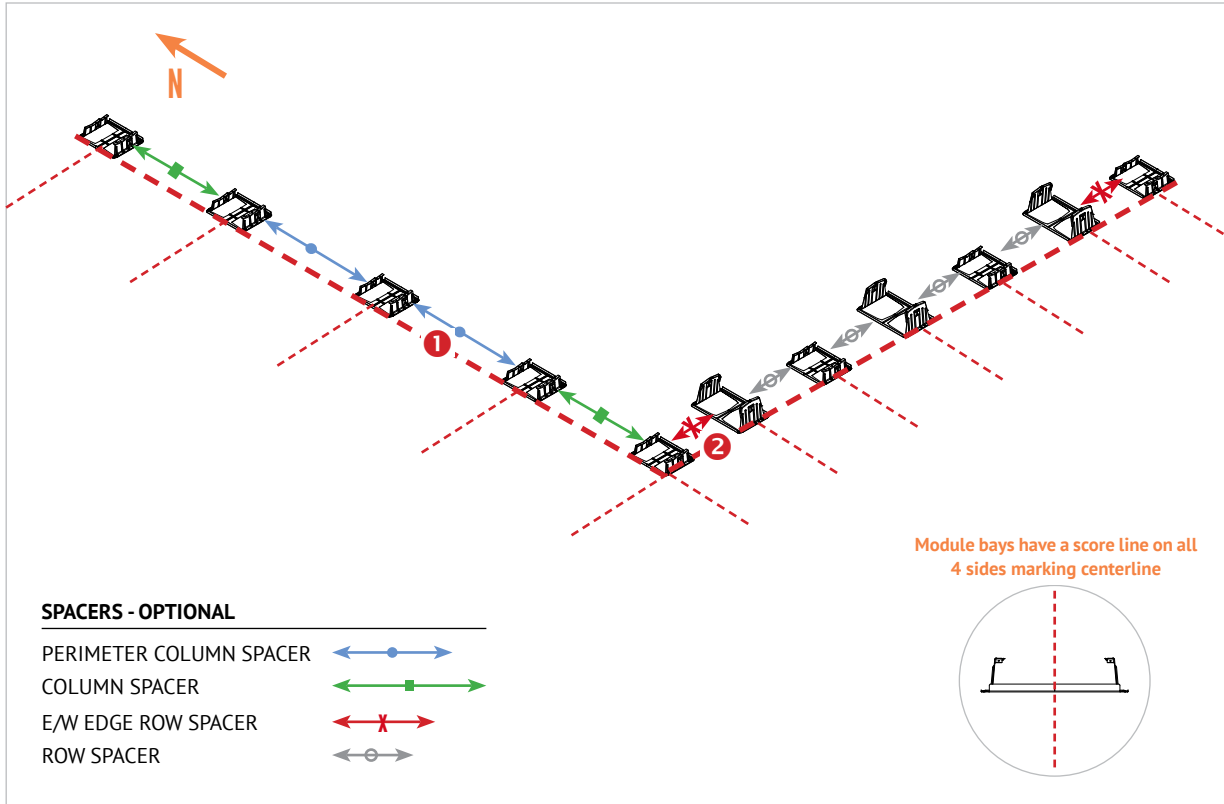 N
1
2
Module bays have a score line on all
4 sides marking centerline
SPACERS - OPTIONAL
PERIMETER COLUMN SPACER
COLUMN SPACER
E/W EDGE ROW SPACER
ROW SPACER